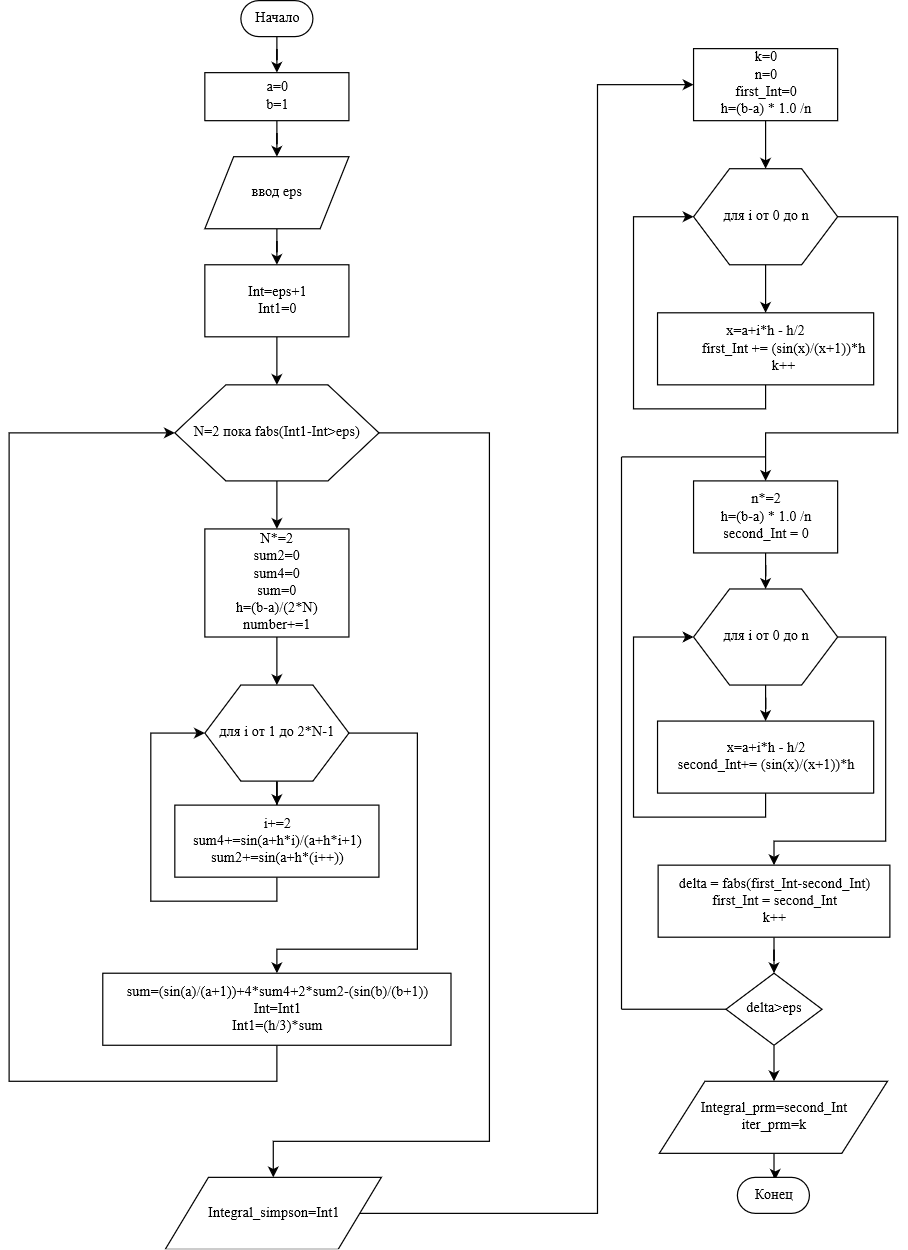 Начало
a=0
b=1
ввод eps
Int=eps+1
Int1=0
N=2 пока fabs(Int1-Int>eps)
N*=2
sum2=0
sum4=0
sum=0
h=(b-a)/(2*N)
number+=1
для i от 1 до 2*N-1
i+=2
sum4+=sin(a+h*i)/(a+h*i+1)
sum2+=sin(a+h*(i++))
sum=(sin(a)/(a+1))+4*sum4+2*sum2-(sin(b)/(b+1))
Int=Int1
Int1=(h/3)*sum
Integral_simpson=Int1
k=0
n=0
first_Int=0
h=(b-a) * 1.0 /n
для i от 0 до n
x=a+i*h - h/2
first_Int += (sin(x)/(x+1))*h
k++
n*=2
h=(b-a) * 1.0 /n
second_Int = 0
для i от 0 до n
x=a+i*h - h/2
second_Int+= (sin(x)/(x+1))*h
delta = fabs(first_Int-second_Int)
first_Int = second_Int
k++
delta>eps
Integral_prm=second_Int
iter_prm=k
Конец